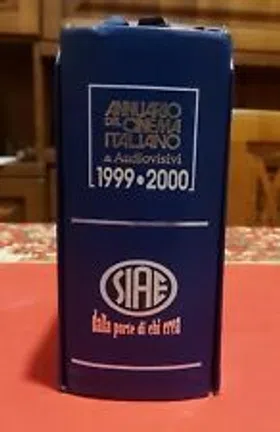 ANNUARIO
DEL CINEMA
ITALIANO
& Audiovisivi
1999•2000
SIAE
dalla parte di chi crea